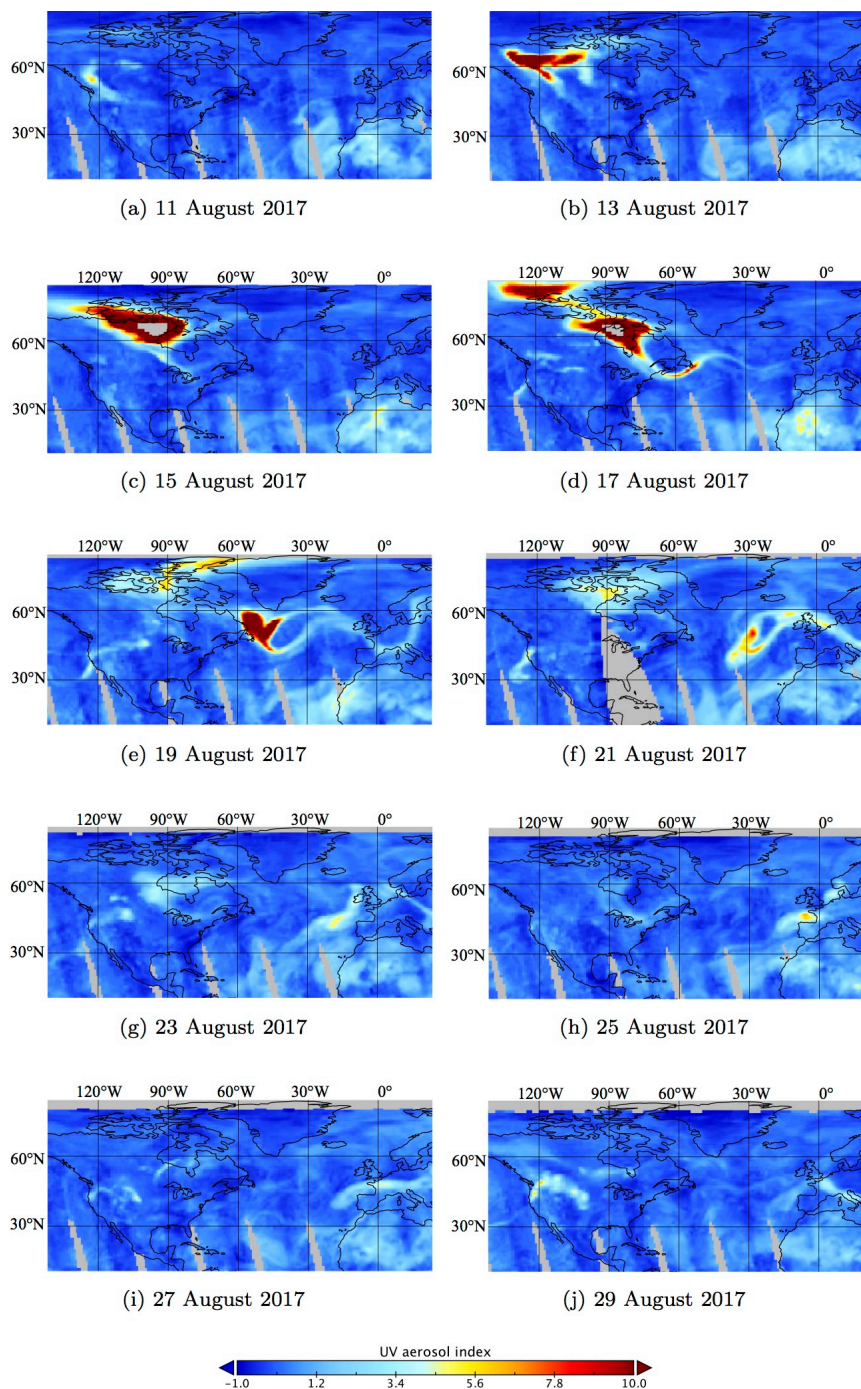 60°N
30°N
60°N
30°N
(a) 11 August 2017
(b) 13 August 2017
120°W 90°W 60°W 30°W 0°
120°W 90°W 60°W 30°W 0°
60°N
30°N
60°N
30°N
(c) 15 August 2017
(d) 17 August 2017
120°W 90°W 60°W 30°W 0°
120°W 90°W 60°W 30°W 0°
60°N
30°N
60°N
30°N
(e) 19 August 2017
(f) 21 August 2017
120°W 90°W 60°W 30°W 0°
120°W 90°W 60°W 30°W 0°
60°N
30°N
60°N
30°N
(g) 23 August 2017
(h) 25 August 2017
120°W 90°W 60°W 30°W 0°
120°W 90°W 60°W 30°W 0°
60°N
30°N
60°N
30°N
(i) 27 August 2017
(j) 29 August 2017
UV aerosol index
−1.0 1.2 3.4 5.6 7.8 10.0